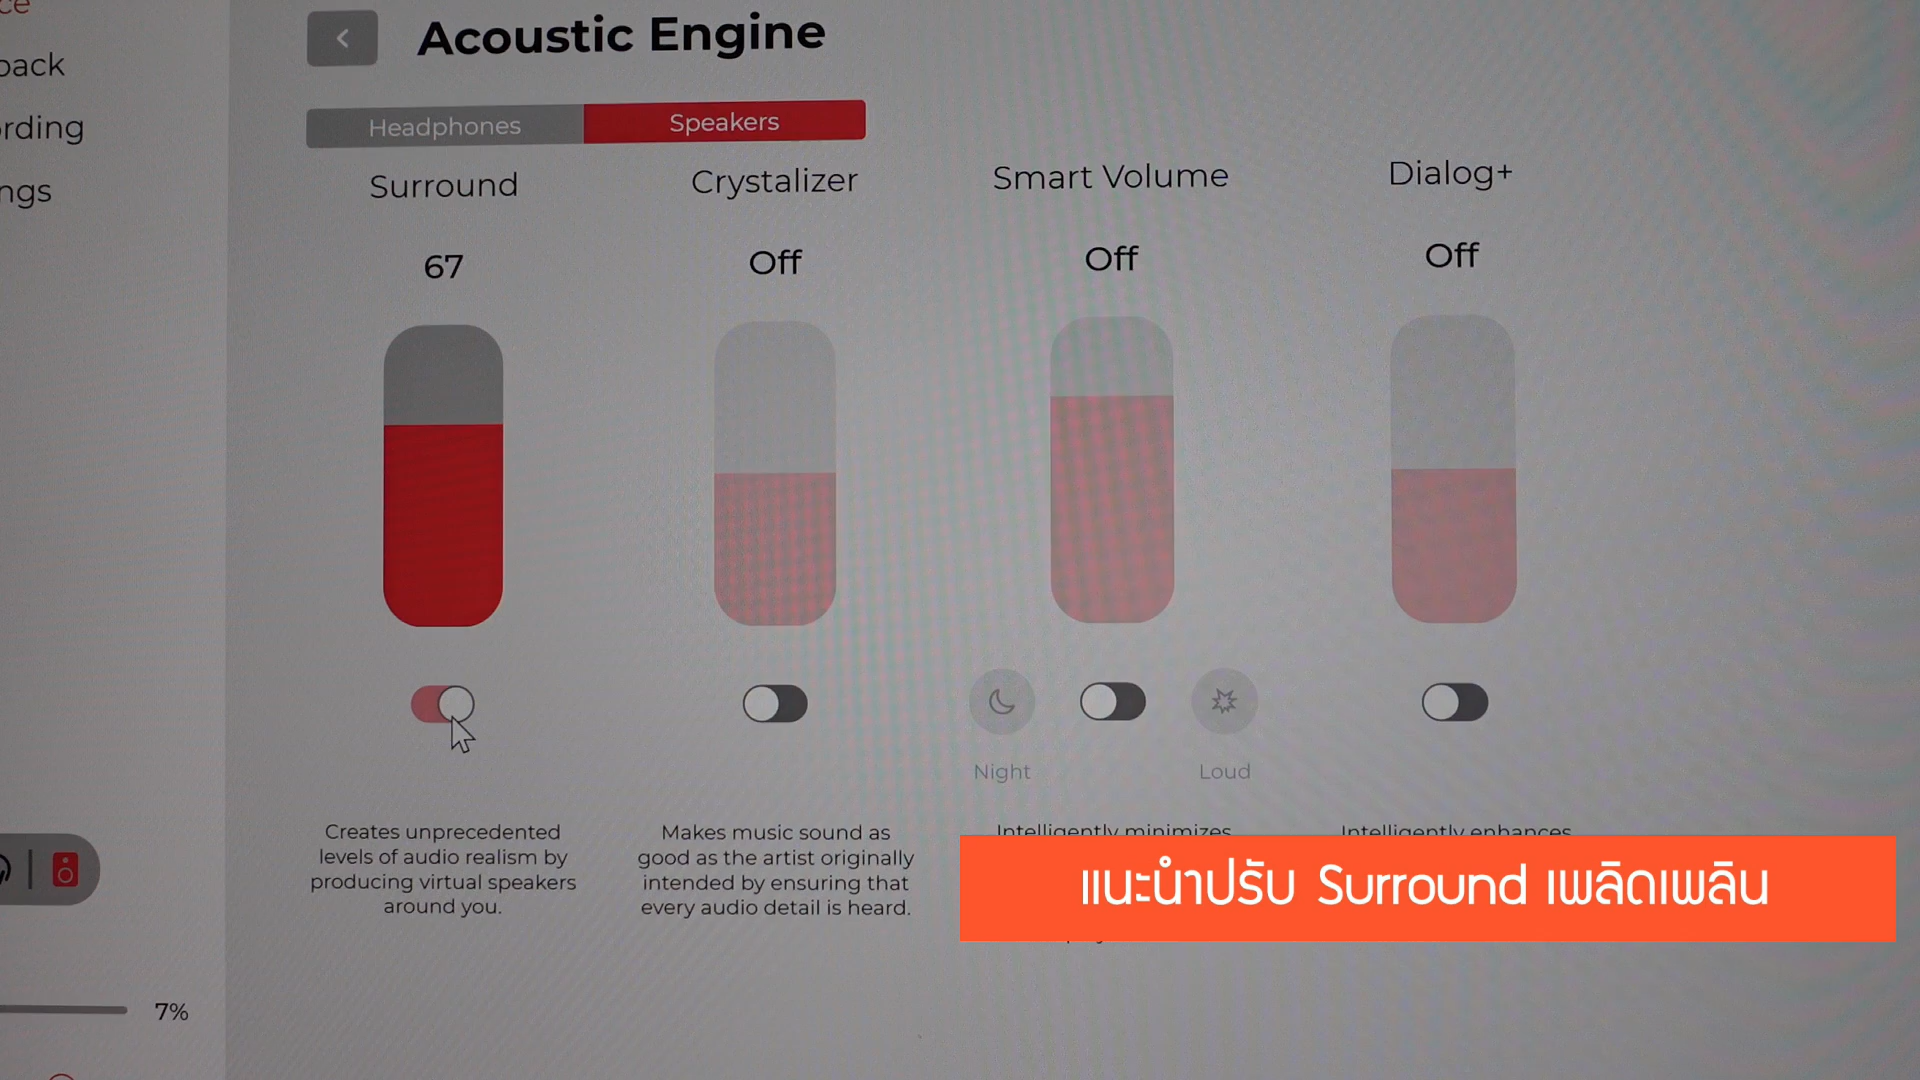 Acoustic Engine
Headphones
Speakers
Surround
Crystalizer
Smart Volume
Dialog+
67
Off
Off
Off
Night
Loud
Creates unprecedented
levels of audio realism by
producing virtual speakers
around you.
Makes music sound as
good as the artist originally
intended by ensuring that
every audio detail is heard.
Intelligently minimizes
Intelligently enhances
แนะนำปรับ Surround เพลิดเพลิน
7%